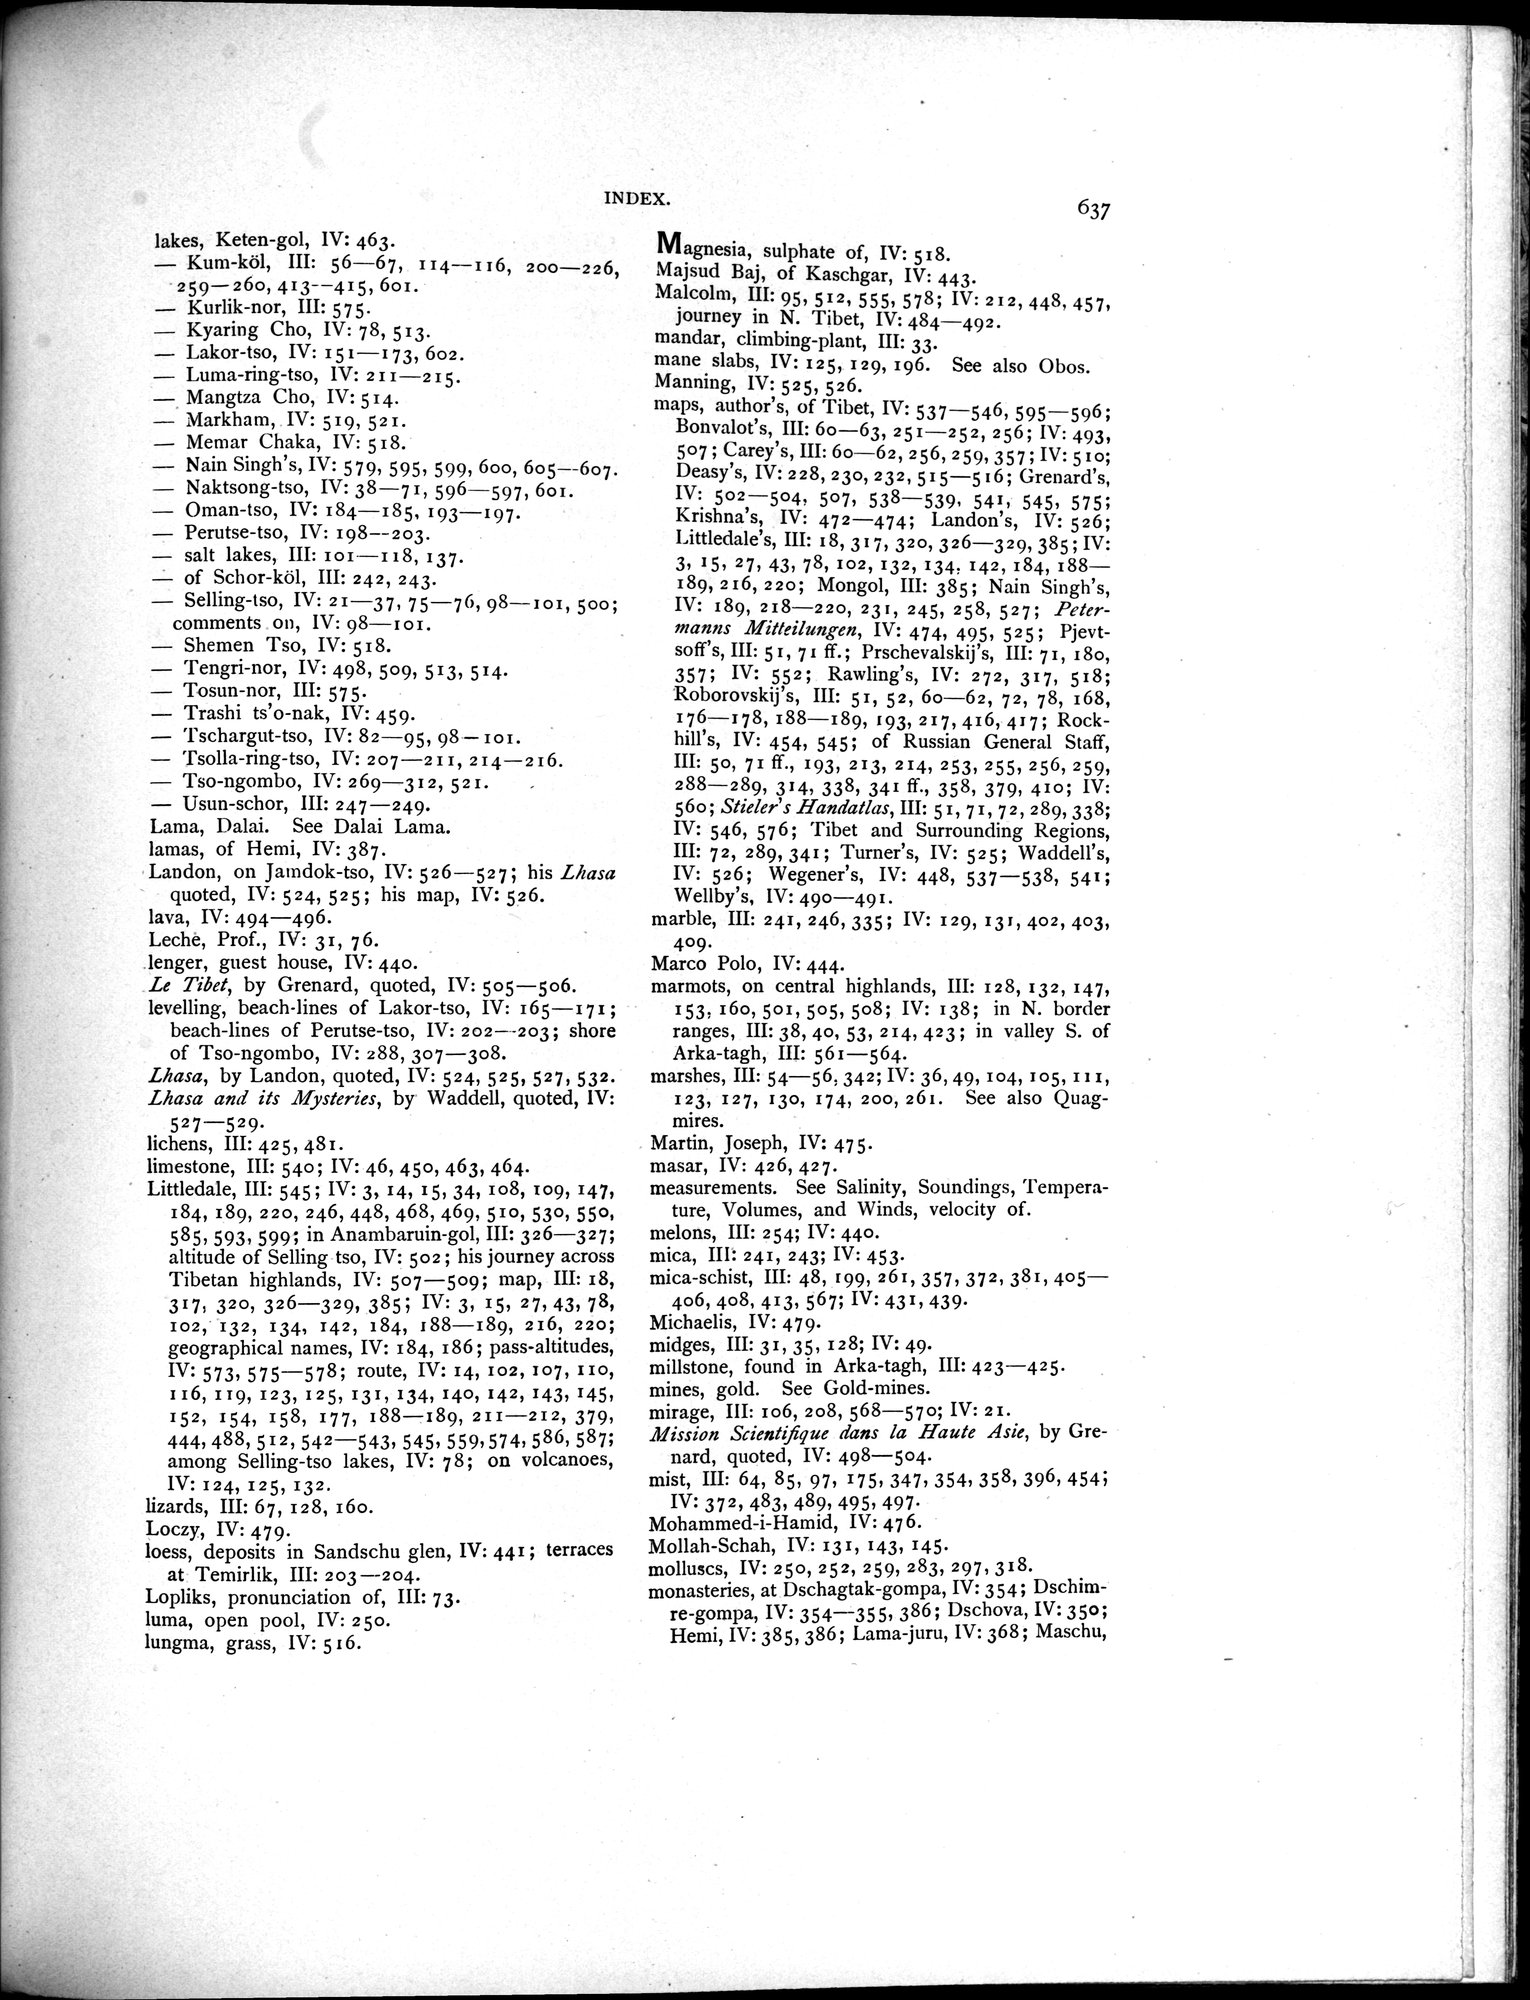 INDEX.
637
lakes, Keten-gol, IV: 463.
— Kum-köl, III: 56—67, 114—116, 200—226,
259—260, 413--415, 601.
— Kurlik-nor, III: 575.
— Kyaring Cho, IV: 78, 513.
— Lakor-tso, IV: 151—173, 602.
— Luma-ring-tso, IV: 211—215.
— Mangtza Cho, IV: 514.
— Markham, IV: 519, 521.
— Memar Chaka, IV: 518.
— Nain Singh's, IV: 579, 595, 599, 600, 605--607.
— Naktsong-tso, IV: 38—71, 596—597, 601.
— Oman-tso, IV: 184—185, 193—197.
— Perutse-tso, IV: 198--203.
— salt lakes, III: 101—118, 137.
— of Schor-köl, III: 242, 243.
— Selling-tso, IV: 21—37, 75—76, 98--101, 500;
comments on, IV: 98—101.
— Shemen Tso, IV: 518.
— Tengri-nor, IV: 498, 509, 513, 514.
— Tosun-nor, III: 575.
— Trashi ts'o-nak, IV: 459.
— Tschargut-tso, IV: 82—95, 98—101.
— Tsolla-ring-tso, IV: 207—211, 214—216.
— Tso-ngombo, IV: 269—312, 521.
— Usun-schor, III: 247—249.
Lama, Dalai. See Dalai Lama.
lamas, of Hemi, IV: 387.
Landon, on Jamdok-tso, IV: 526—527; his Lhasa
quoted, IV: 524, 525; his map, IV: 526.
lava, IV: 494—496.
Leche, Prof., IV: 31, 76.
lenger, guest house, IV: 440.
Le Tibet, by Grenard, quoted, IV: 505—506.
levelling, beach-lines of Lakor-tso, IV: 165—171;
beach-lines of Perutse-tso, IV: 202--203; shore
of Tso-ngombo, IV: 288, 307—308.
Lhasa, by Landon, quoted, IV: 524, 525, 527, 532.
Lhasa and its Mysteries, by Waddell, quoted, IV:
527—529.
lichens, III: 425, 481.
limestone, III: 540; IV: 46, 450, 463, 464.
Littledale, III: 545; IV: 3, 14, 15, 34, 108, 109, 147,
184, 189, 220, 246, 448, 468, 469, 510, 530, 550,
585, 593, 599; in Anambaruin-gol, III: 326—327;
altitude of Selling tso, IV: 502; his journey across
Tibetan highlands, IV: 507—509; map, III: 18,
317, 320, 326—329, 385; IV: 3, 15, 27, 43, 78,
102, 132, 134, 142, 184, 188—189, 216, 220;
geographical names, IV: 184, 186; pass-altitudes,
IV: 573, 575—578; route, IV: 14, 102, 107, 110,
116, 119, 123, 125, 131, 134, 140, 142, 143, 145,
152, 154, 158, 177, 188—189, 211—212, 379,
444, 488, 512, 542—543, 545, 559, 574, 586, 587;
among Selling-tso lakes, IV: 78; on volcanoes,
IV: 124, 125, 132.
lizards, III: 67, 128, 160.
Loczy, IV: 479.
loess, deposits in Sandschu glen, IV: 441; terraces
at Temirlik, III: 203—204.
Lopliks, pronunciation of, III: 73.
luma, open pool, IV: 250.
lungma, grass, IV: 516.
Magnesia, sulphate of, IV: 518.
Majsud Baj, of Kaschgar, IV: 443.
Malcolm, III: 95, 512, 555, 578; IV: 212, 448, 457,
journey in N. Tibet, IV: 484—492.
mandar, climbing-plant, III: 33.
mane slabs, IV: 125, 129, 196. See also Obos.
Manning, IV: 525, 526.
maps, author's, of Tibet, IV: 537—546, 595—596;
Bonvalot's, III: 60—63, 251—252, 256; IV: 493,
507; Carey's, III: 60—62, 256, 259, 357; IV: 510;
Deasy's, IV: 228, 230, 232, 515—516; Grenard's,
IV: 502—504, 507, 538—539, 541, 545, 575;
Krishna's, IV: 472—474; Landon's, IV: 526;
Littledale's, III: 18, 317, 320, 326—329, 385; IV:
3, 15, 27, 43, 78, 102, 132, 134, 142, 184, 188—
189, 216, 220; Mongol, III: 385; Nain Singh's,
IV: 189, 218—220, 231, 245, 258, 527; Peter-
manns Mitteilungen, IV: 474, 495, 525; Pjevt-
soff's, III: 51, 71 ff.; Prschevalskij's, III: 71, 180,
357; IV: 552; Rawling's, IV: 272, 317, 518;
Roborovskij's, III: 51, 52, 60—62, 72, 78, 168,
176—178, 188—189, 193, 217, 416, 417; Rock-
hill's, IV: 454, 545; of Russian General Staff,
III: 50, 71 ff., 193, 213, 214, 253, 255, 256, 259,
288—289, 314, 338, 341 ff., 358, 379, 410; IV:
560; Stieler's Handatlas, III: 51, 71, 72, 289, 338;
IV: 546, 576; Tibet and Surrounding Regions,
III: 72, 289, 341; Turner's, IV: 525; Waddell's,
IV: 526; Wegener's, IV: 448, 537—538, 541;
Wellby's, IV: 490—491.
marble, III: 241, 246, 335; IV: 129, 131, 402, 403,
409.
Marco Polo, IV: 444.
marmots, on central highlands, III: 128, 132, 147,
153, 160, 501, 505, 508; IV: 138; in N. border
ranges, III: 38, 40, 53, 214, 423; in valley S. of
Arka-tagh, III: 561—564.
marshes, III: 54—56, 342; IV: 36, 49, 104, 105, 111,
123, 127, 130, 174, 200, 261. See also Quag-
mires.
Martin, Joseph, IV: 475.
masar, IV: 426, 427.
measurements. See Salinity, Soundings, Tempera-
ture, Volumes, and Winds, velocity of.
melons, III: 254; IV: 440.
mica, III: 241, 243; IV: 453.
mica-schist, III: 48, 199, 261, 357, 372, 381, 405—
406, 408, 413, 567; IV: 431, 439.
Michaelis, IV: 479.
midges, III: 31, 35, 128; IV: 49.
millstone, found in Arka-tagh, III: 423—425.
mines, gold. See Gold-mines.
mirage, III: 106, 208, 568—570; IV: 21.
Mission Scientifique dans la Haute Asie, by Gre-
nard, quoted, IV: 498—504.
mist, III: 64, 85, 97, 175, 347, 354, 358, 396, 454;
IV: 372, 483, 489, 495, 497.
Mohammed-i-Hamid, IV: 476.
Mollah-Schah, IV: 131, 143, 145.
molluscs, IV: 250, 252, 259, 283, 297, 318.
monasteries, at Dschagtak-gompa, IV: 354; Dschim-
re-gompa, IV: 354—355, 386; Dschova, IV: 350;
Hemi, IV: 385, 386; Lama-juru, IV: 368; Maschu,